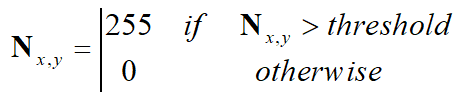 N_{x,y} = | 255 if N_{x,y} > threshold
0 otherwise